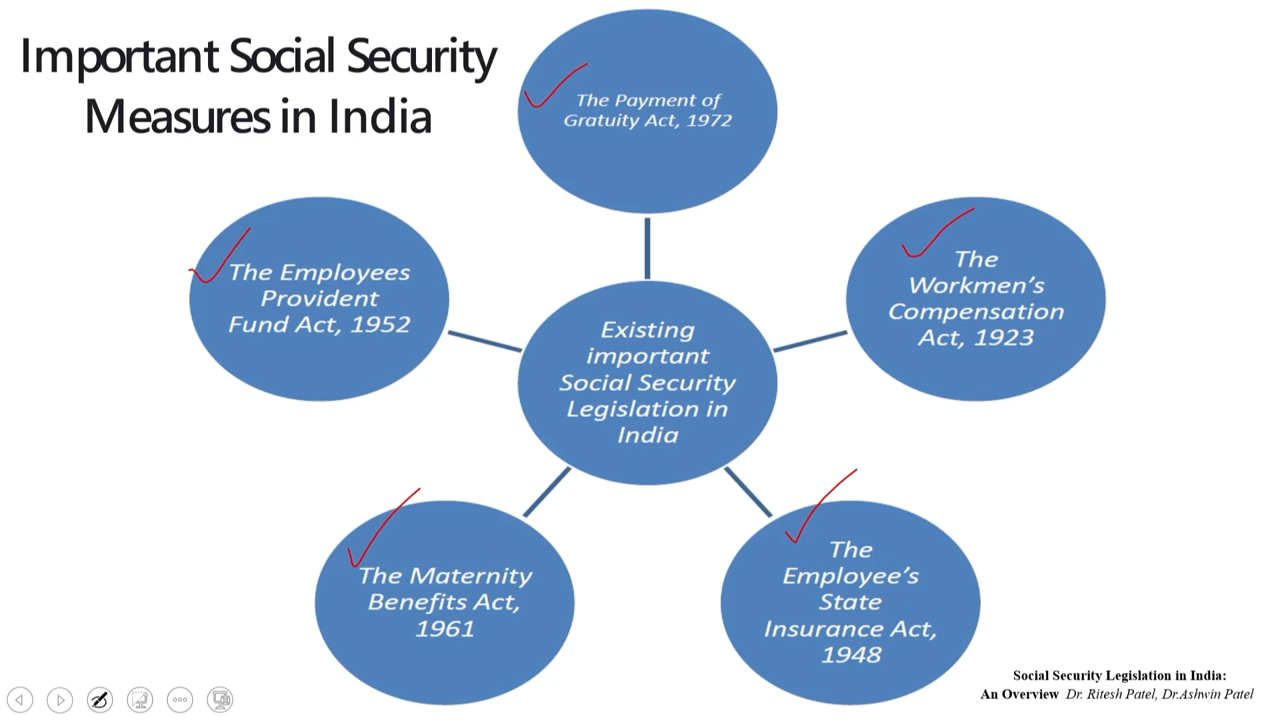 Important Social Security
Measures in India
The Payment of
Gratuity Act, 1972
The
Workmen’s
Compensation
Act, 1923
The
Employee’s
State
Insurance Act,
1948
The Maternity
Benefits Act,
1961
The Employees
Provident
Fund Act, 1952
Existing
important
Social Security
Legislation in
India
Social Security Legislation in India:
An Overview Dr. Ritesh Patel, Dr.Ashwin Patel